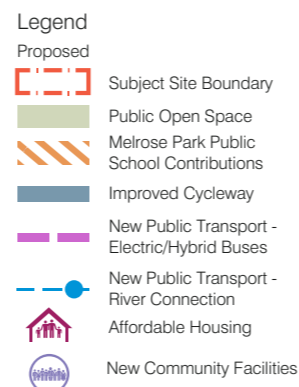 Legend
Proposed
Subject Site Boundary
Public Open Space
Melrose Park Public
School Contributions
Improved Cycleway
New Public Transport -
Electric/Hybrid Buses
New Public Transport -
River Connection
Affordable Housing
New Community Facilities